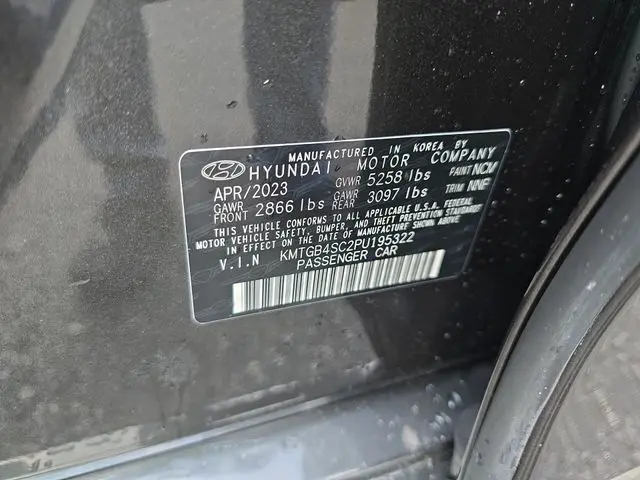 MANUFACTURED IN KOREA BY
HYUNDAI MOTOR COMPANY
APR/2023 GVWR 5258 lbs PAINT NCM
GAWR FRONT 2866 lbs GAWR REAR 3097 lbs TRIM NNP
THIS VEHICLE CONFORMS TO ALL APPLICABLE U.S.A. FEDERAL
MOTOR VEHICLE SAFETY, BUMPER, AND THEFT PREVENTION STANDARDS
IN EFFECT ON THE DATE OF MANUFACTURE SHOWN ABOVE.
V.I.N KMTGB4SC2PU195322
PASSENGER CAR